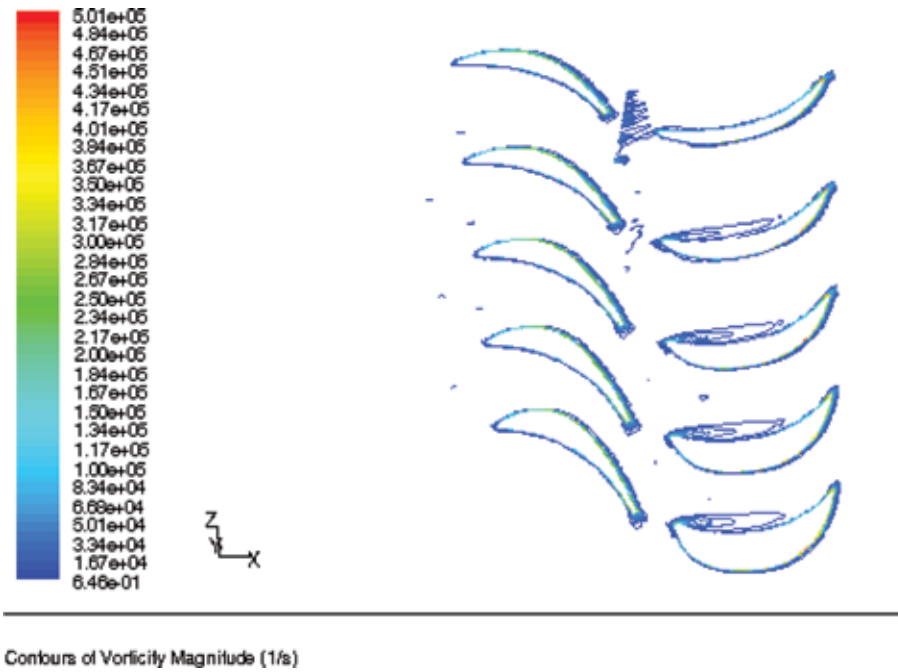 5.01e+05
4.84e+05
4.67e+05
4.51e+05
4.34e+05
4.17e+05
4.01e+05
3.84e+05
3.67e+05
3.50e+05
3.34e+05
3.17e+05
3.00e+05
2.84e+05
2.67e+05
2.50e+05
2.34e+05
2.17e+05
2.00e+05
1.84e+05
1.67e+05
1.50e+05
1.34e+05
1.17e+05
1.00e+05
8.34e+04
6.68e+04
5.01e+04
3.34e+04
1.67e+04
6.46e-01
Z
Y
X
Contours of Vorticity Magnitude (1/s)